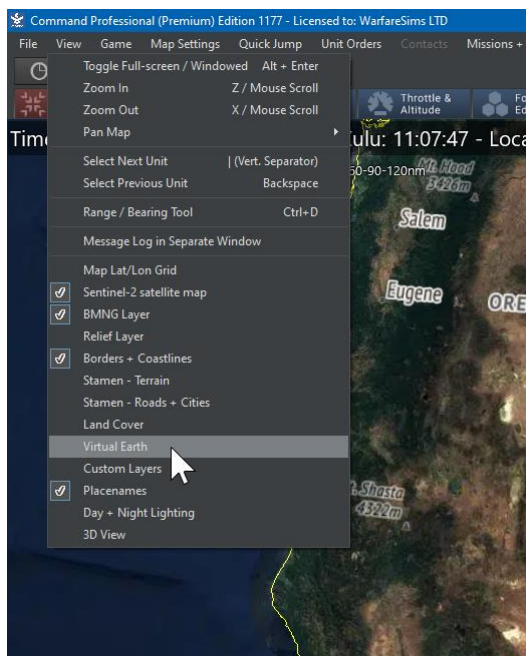 Command Professional (Premium) Edition 1177 - Licensed to: WarfareSims LTD
File View Game Map Settings Quick Jump Unit Orders Contacts Missions +
Toggle Full-screen / Windowed Alt + Enter
Zoom In Z / Mouse Scroll
Zoom Out X / Mouse Scroll
Pan Map
Select Next Unit | (Vert. Separator)
Select Previous Unit Backspace
Range / Bearing Tool Ctrl+D
Message Log in Separate Window
Map Lat/Lon Grid
Sentinel-2 satellite map
BMNG Layer
Relief Layer
Borders + Coastlines
Stamen - Terrain
Stamen - Roads + Cities
Land Cover
Virtual Earth
Custom Layers
Placenames
Day + Night Lighting
3D View
Throttle &
Altitude
Fo
Ed
Time
ulu: 11:07:47 - Loca
0-90-120nm
Mt. Hood
3426m
Salem
Eugene
ORE
. Shasta
4322m